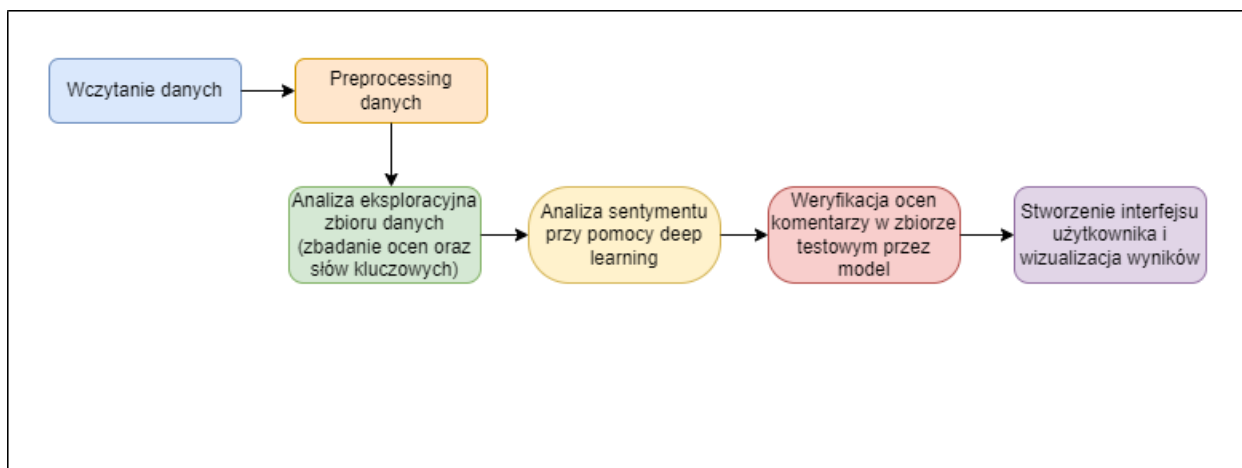 Wczytanie danych
Preprocessing
danych
Analiza eksploracyjna
zbioru danych
(zbadanie ocen oraz
słów kluczowych)
Analiza sentymentu
przy pomocy deep
learning
Weryfikacja ocen
komentarzy w zbiorze
testowym przez
model
Stworzenie interfejsu
użytkownika i
wizualizacja wyników